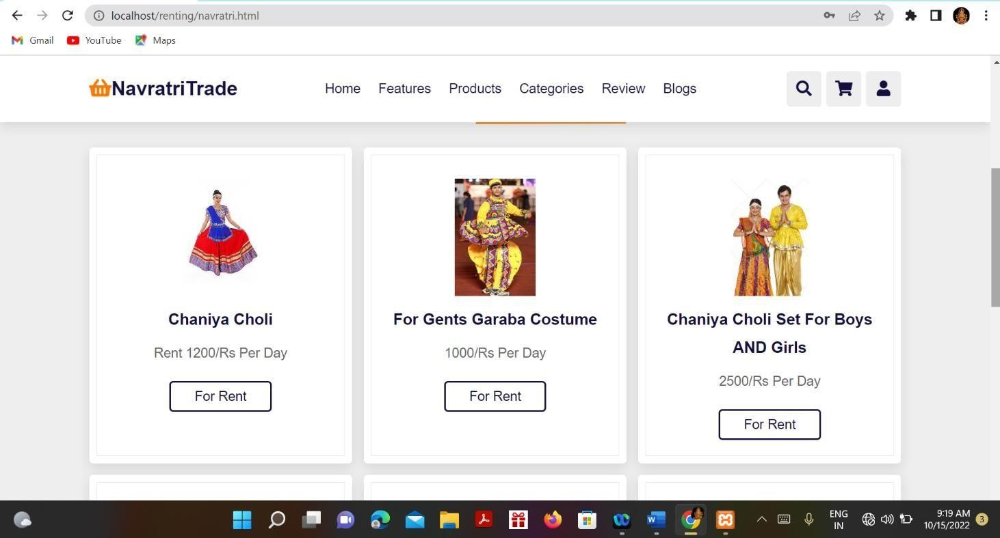 localhost/renting/navratri.html
Gmail YouTube Maps
NavratriTrade Home Features Products Categories Review Blogs
Chaniya Choli
Rent 1200/Rs Per Day
For Rent
For Gents Garaba Costume
1000/Rs Per Day
For Rent
Chaniya Choli Set For Boys
AND Girls
2500/Rs Per Day
For Rent
ENG
IN
9:19 AM
10/15/2022
3